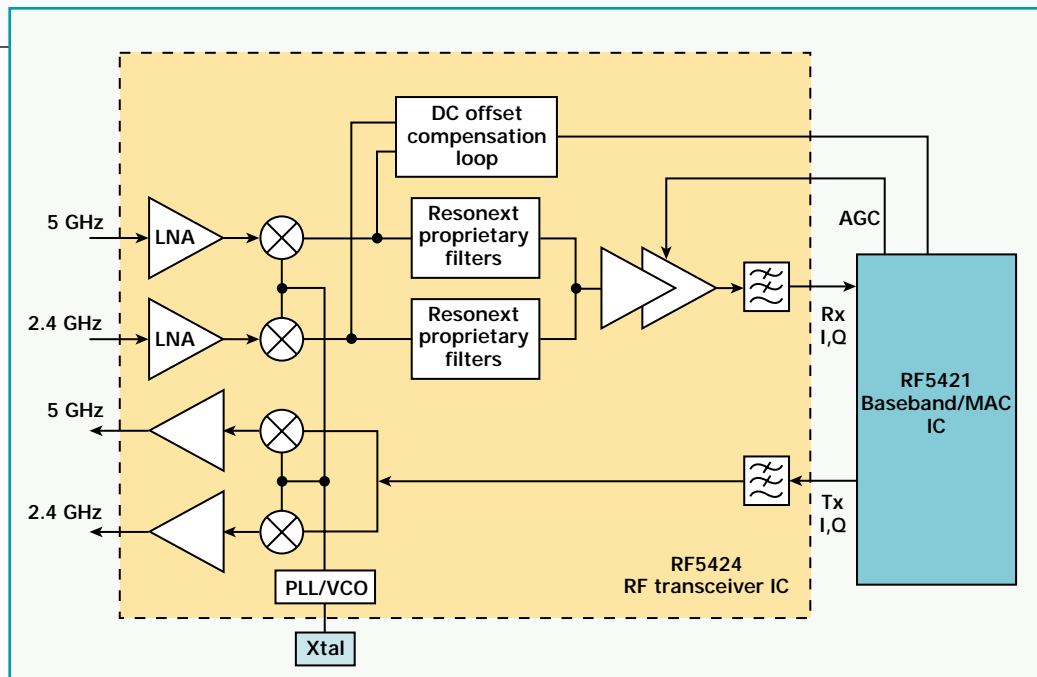 DC offset
compensation
loop
5 GHz
LNA
Resonext
proprietary
filters
AGC
2.4 GHz
LNA
Resonext
proprietary
filters
Rx
I,Q
RF5421
Baseband/MAC
IC
5 GHz
2.4 GHz
Tx
I,Q
RF5424
RF transceiver IC
PLL/VCO
Xtal